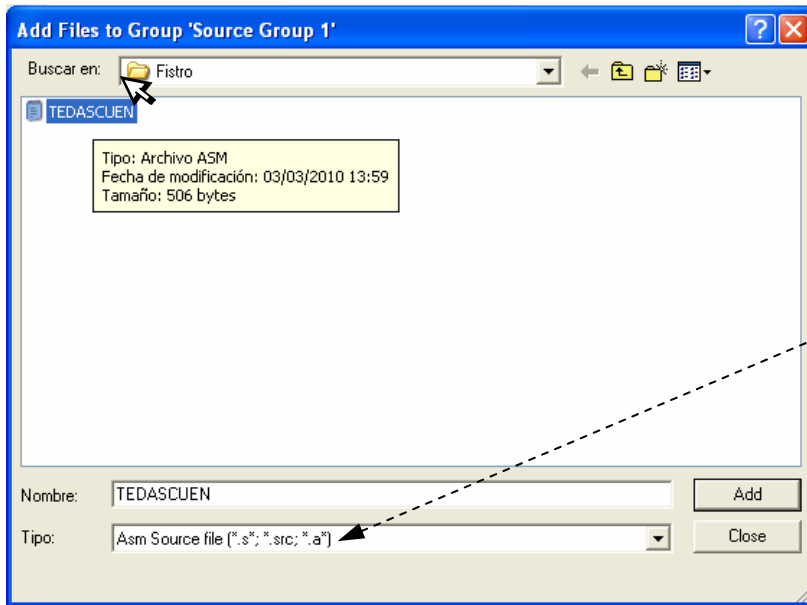 Add Files to Group 'Source Group 1'
Buscar en: Fistro
TEDASCUEN
Tipo: Archivo ASM
Fecha de modificación: 03/03/2010 13:59
Tamaño: 506 bytes
Nombre: TEDASCUEN Add
Tipo: Asm Source file (*.s*; *.src; *.a*) Close